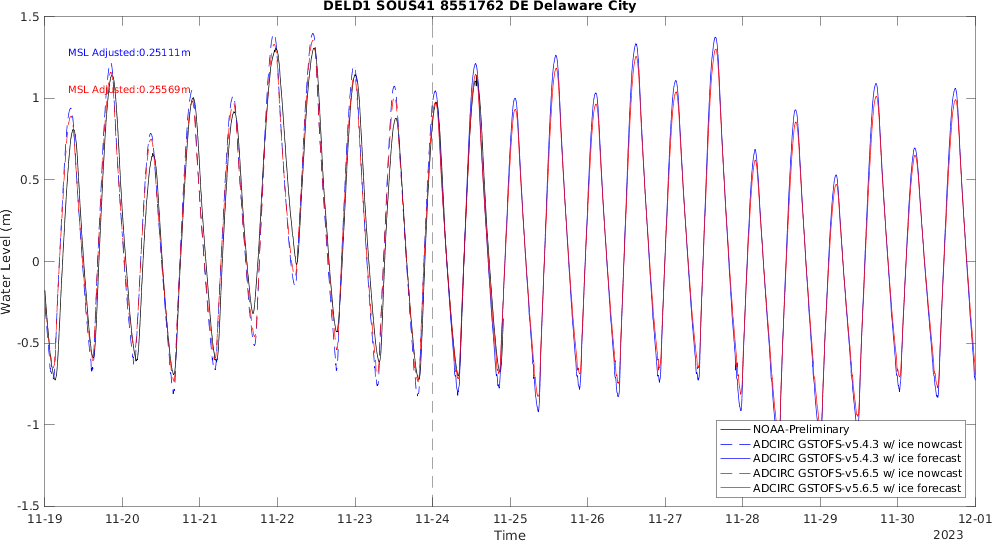 DELD1 SOUS41 8551762 DE Delaware City
1.5
MSL Adjusted:0.25111m
MSL Adjusted:0.25569m
1
0.5
0
-0.5
-1
-1.5
Water Level (m)
NOAA-Preliminary
ADCIRC GSTOFS-v5.4.3 w/ ice nowcast
ADCIRC GSTOFS-v5.4.3 w/ ice forecast
ADCIRC GSTOFS-v5.6.5 w/ ice nowcast
ADCIRC GSTOFS-v5.6.5 w/ ice forecast
11-19 11-20 11-21 11-22 11-23 11-24 11-25 11-26 11-27 11-28 11-29 11-30 12-01
Time
2023